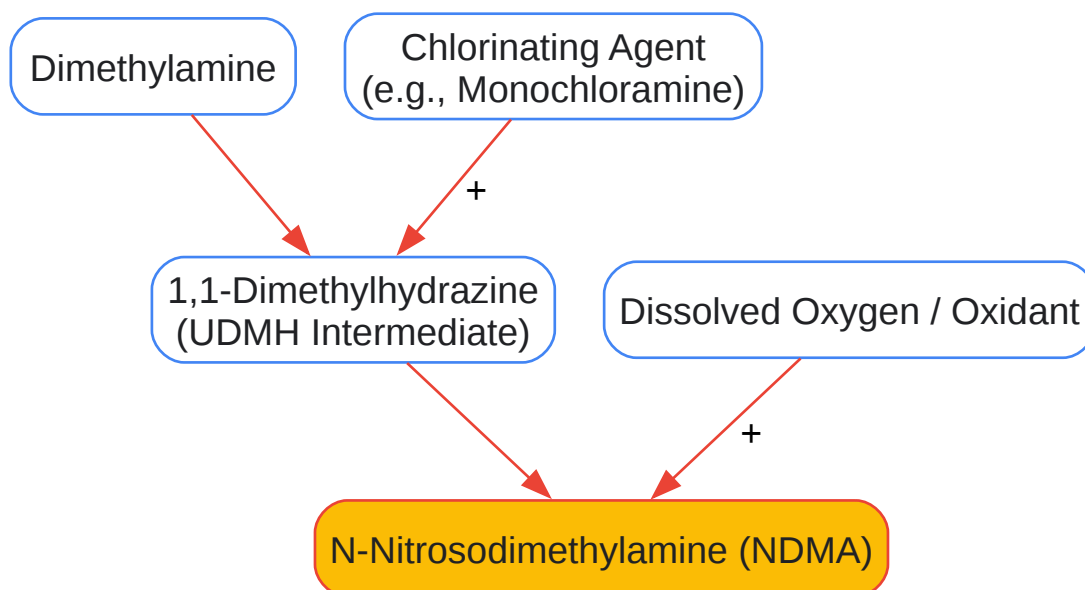 Dimethylamine
Chlorinating Agent
(e.g., Monochloramine)
+
1,1-Dimethylhydrazine
(UDMH Intermediate)
Dissolved Oxygen / Oxidant
+
N-Nitrosodimethylamine (NDMA)